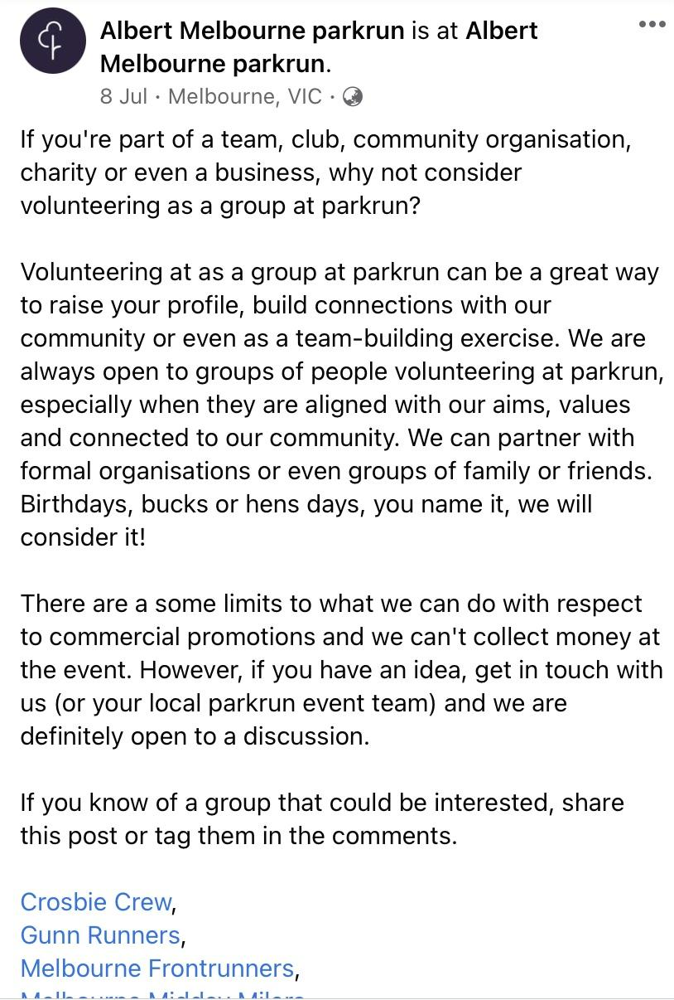 Albert Melbourne parkrun is at Albert
Melbourne parkrun.
8 Jul · Melbourne, VIC ·
If you're part of a team, club, community organisation,
charity or even a business, why not consider
volunteering as a group at parkrun?
Volunteering at as a group at parkrun can be a great way
to raise your profile, build connections with our
community or even as a team-building exercise. We are
always open to groups of people volunteering at parkrun,
especially when they are aligned with our aims, values
and connected to our community. We can partner with
formal organisations or even groups of family or friends.
Birthdays, bucks or hens days, you name it, we will
consider it!
There are a some limits to what we can do with respect
to commercial promotions and we can't collect money at
the event. However, if you have an idea, get in touch with
us (or your local parkrun event team) and we are
definitely open to a discussion.
If you know of a group that could be interested, share
this post or tag them in the comments.
Crosbie Crew,
Gunn Runners,
Melbourne Frontrunners,
Melbourne Midday Milers